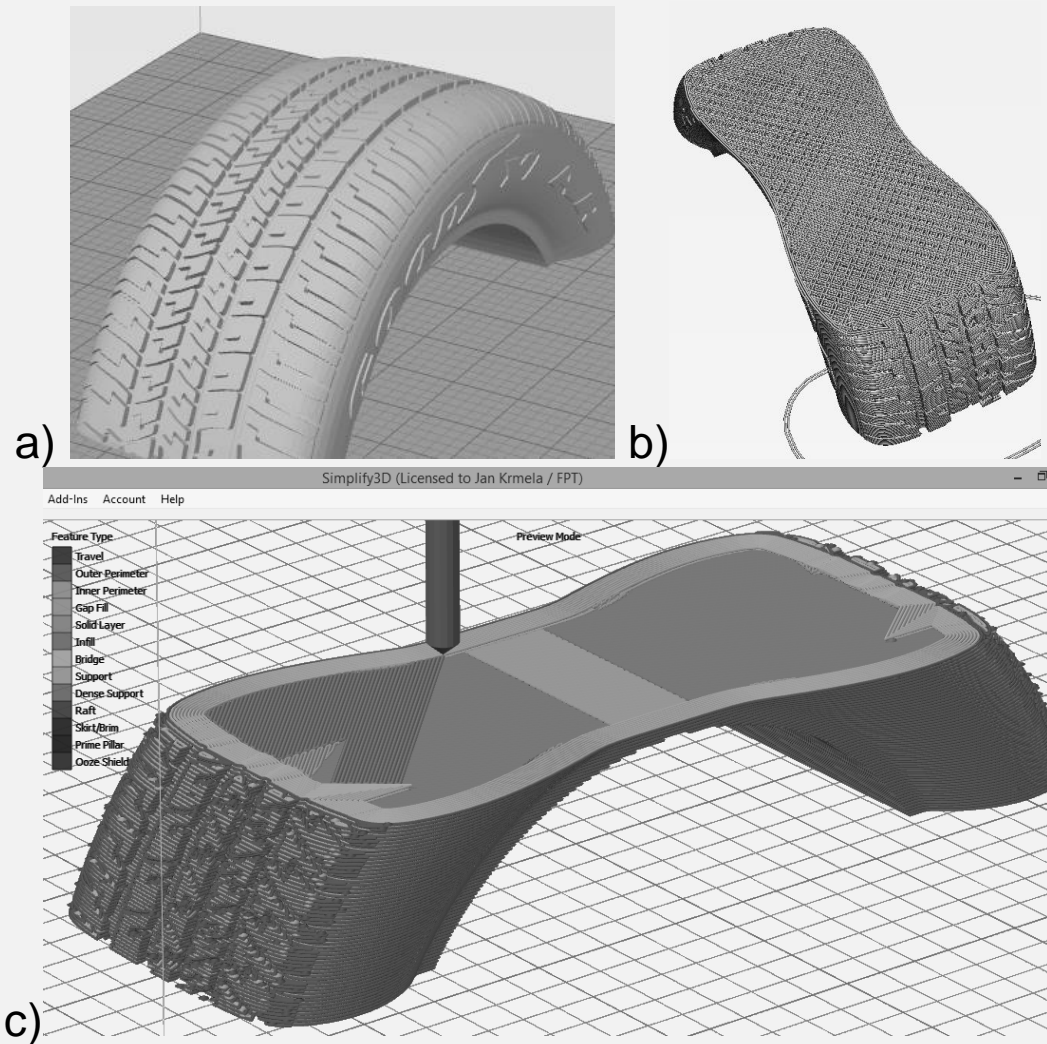 a)
b)
Simplify3D (Licensed to Jan Krmela / FPT)
Add-Ins Account Help
Feature Type
Preview Mode
Travel
Outer Perimeter
Inner Perimeter
Gap Fill
Solid Layer
Infill
Bridge
Support
Dense Support
Raft
Skirt/Brim
Prime Pillar
Ooze Shield
c)